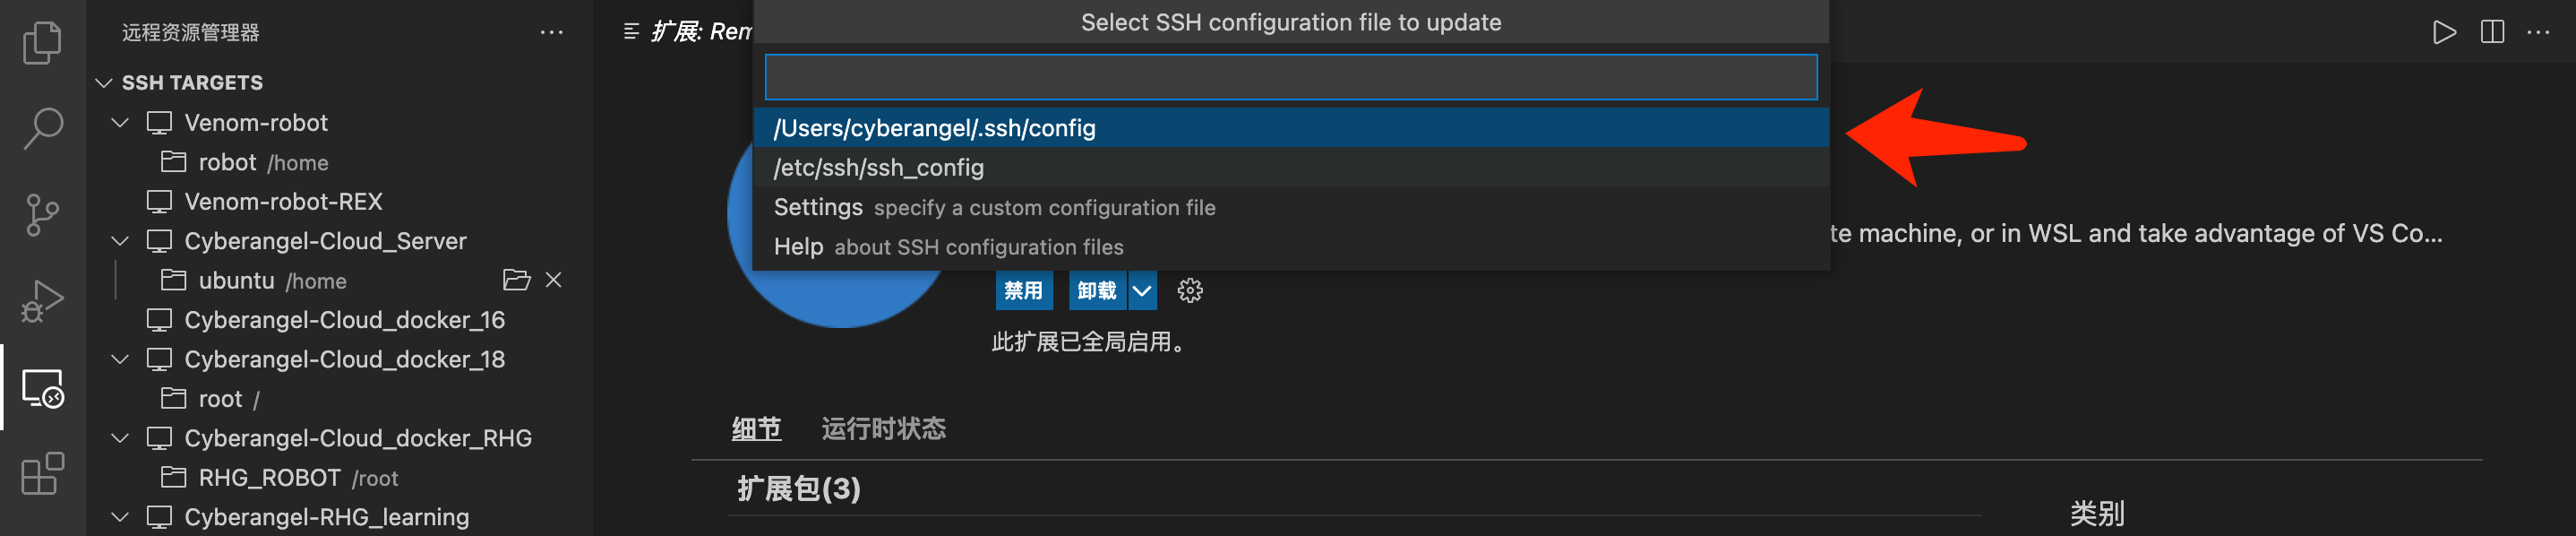 远程资源管理器
SSH TARGETS
Venom-robot
robot /home
Venom-robot-REX
Cyberangel-Cloud_Server
ubuntu /home
Cyberangel-Cloud_docker_16
Cyberangel-Cloud_docker_18
root /
Cyberangel-Cloud_docker_RHG
RHG_ROBOT /root
Cyberangel-RHG_learning
扩展: Rem
Select SSH configuration file to update
/Users/cyberangel/.ssh/config
/etc/ssh/ssh_config
Settings specify a custom configuration file
Help about SSH configuration files
te machine, or in WSL and take advantage of VS Co...
禁用 卸载
此扩展已全局启用。
细节 运行时状态
扩展包(3)
类别